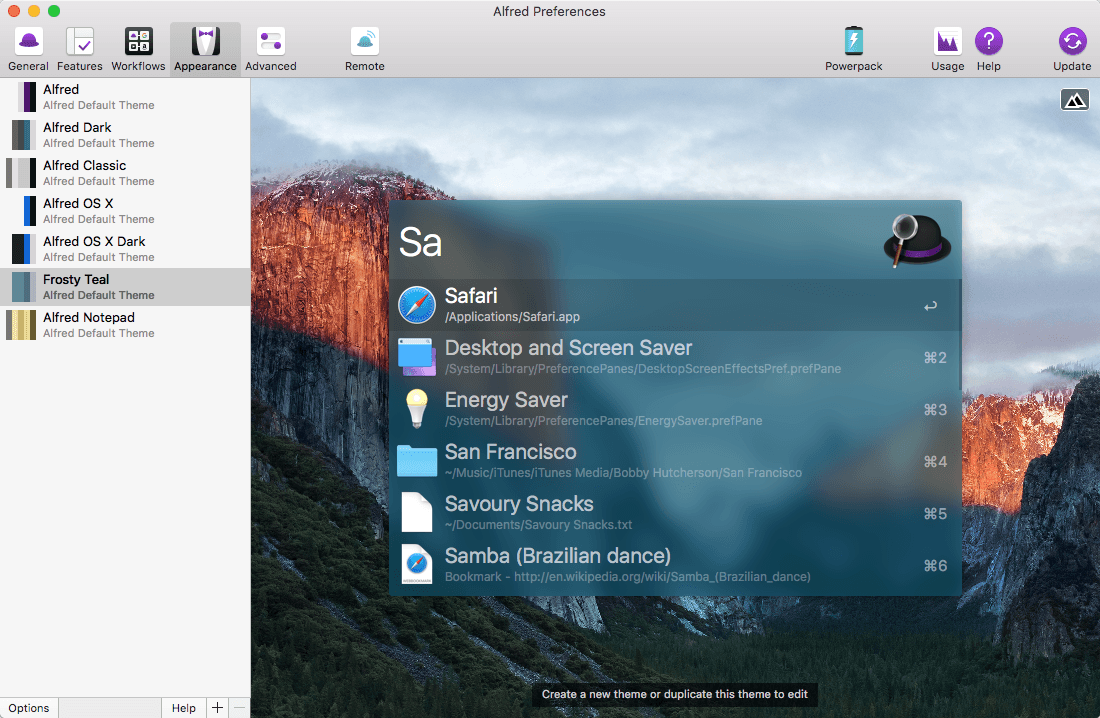 Alfred Preferences
General Features Workflows Appearance Advanced Remote Powerpack Usage Help Update
Alfred
Alfred Default Theme
Alfred Dark
Alfred Default Theme
Alfred Classic
Alfred Default Theme
Alfred OS X
Alfred Default Theme
Alfred OS X Dark
Alfred Default Theme
Frosty Teal
Alfred Default Theme
Alfred Notepad
Alfred Default Theme
Sa
Safari
/Applications/Safari.app
Desktop and Screen Saver
/System/Library/PreferencePanes/DesktopScreenEffectsPref.prefPane
⌘2
Energy Saver
/System/Library/PreferencePanes/EnergySaver.prefPane
⌘3
San Francisco
~/Music/iTunes/iTunes Media/Bobby Hutcherson/San Francisco
⌘4
Savoury Snacks
~/Documents/Savoury Snacks.txt
⌘5
Samba (Brazilian dance)
Bookmark - http://en.wikipedia.org/wiki/Samba_(Brazilian_dance)
⌘6
Create a new theme or duplicate this theme to edit
Options Help + −